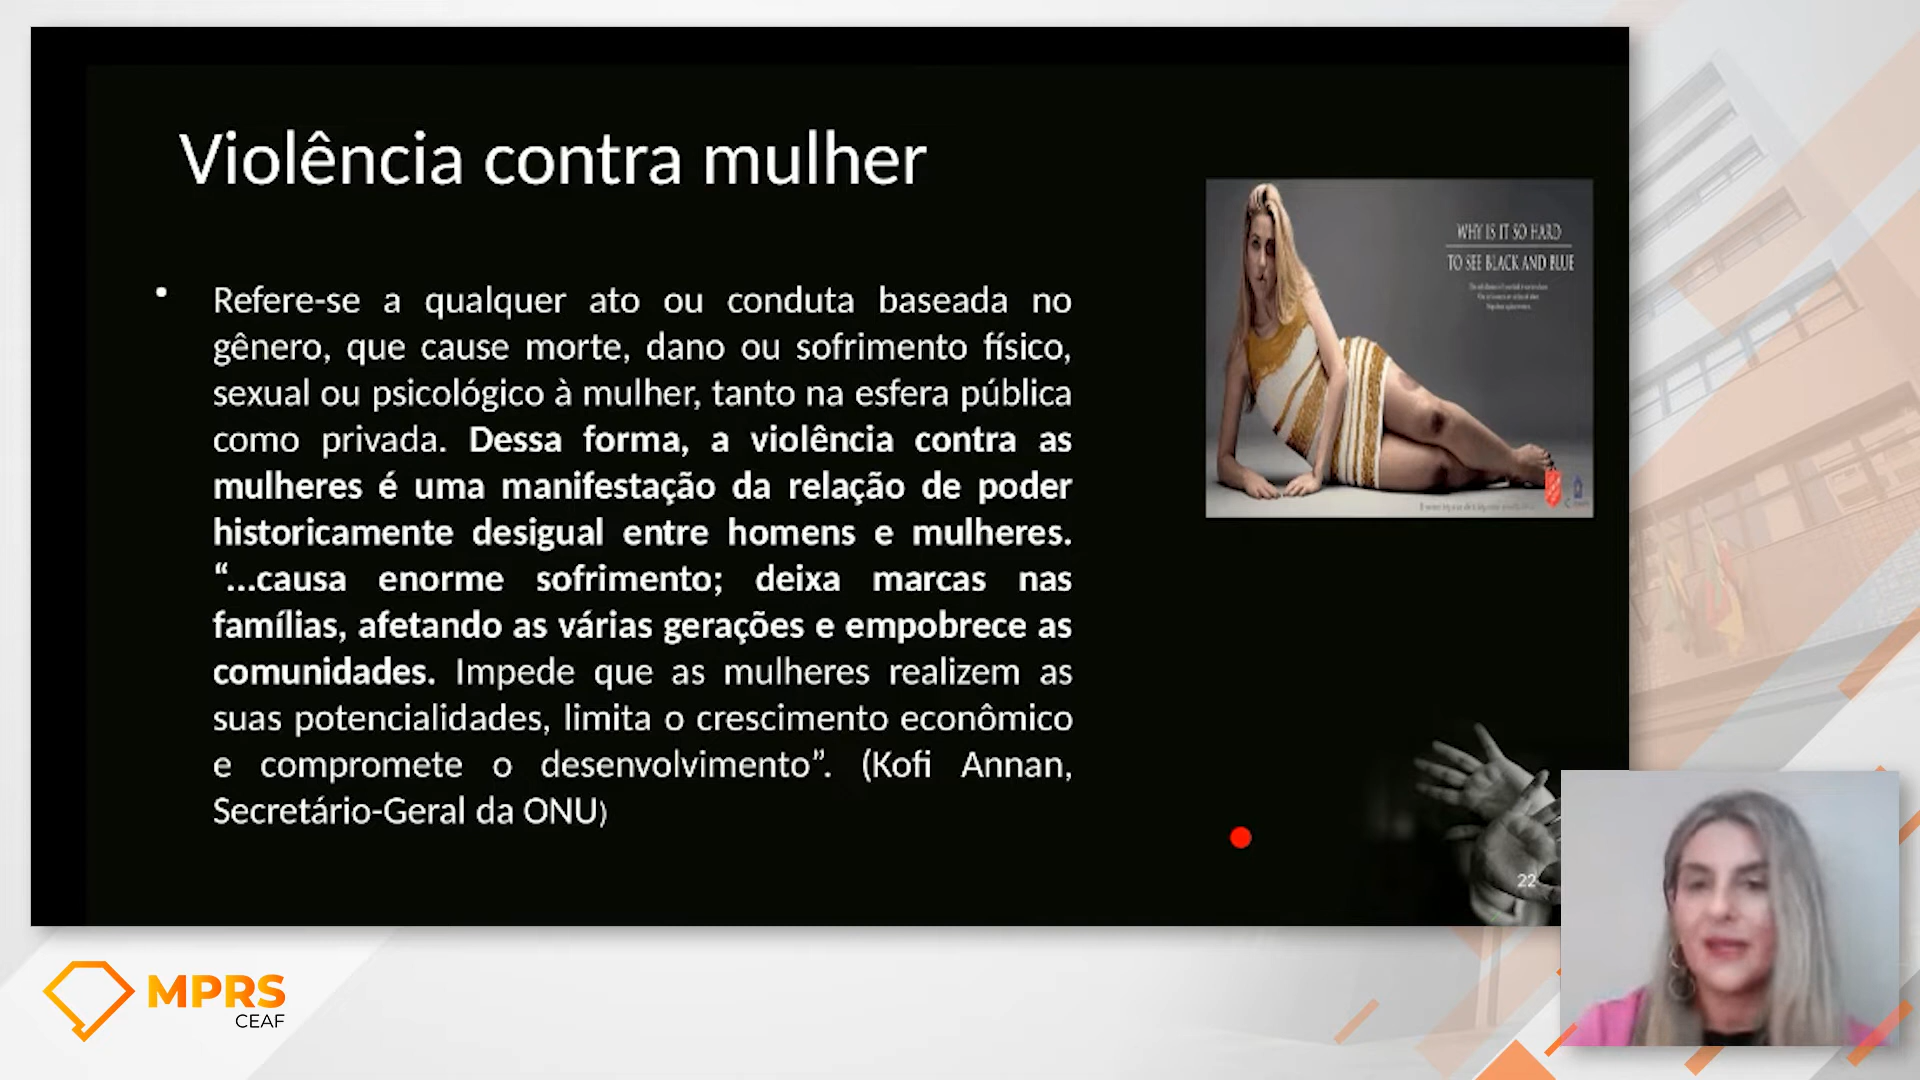 Violência contra mulher
• Refere-se a qualquer ato ou conduta baseada no
gênero, que cause morte, dano ou sofrimento físico,
sexual ou psicológico à mulher, tanto na esfera pública
como privada. Dessa forma, a violência contra as
mulheres é uma manifestação da relação de poder
historicamente desigual entre homens e mulheres.
“...causa enorme sofrimento; deixa marcas nas
famílias, afetando as várias gerações e empobrece as
comunidades. Impede que as mulheres realizem as
suas potencialidades, limita o crescimento econômico
e compromete o desenvolvimento”. (Kofi Annan,
Secretário-Geral da ONU)
WHY IS IT SO HARD
TO SEE BLACK AND BLUE
22
MPRS
CEAF